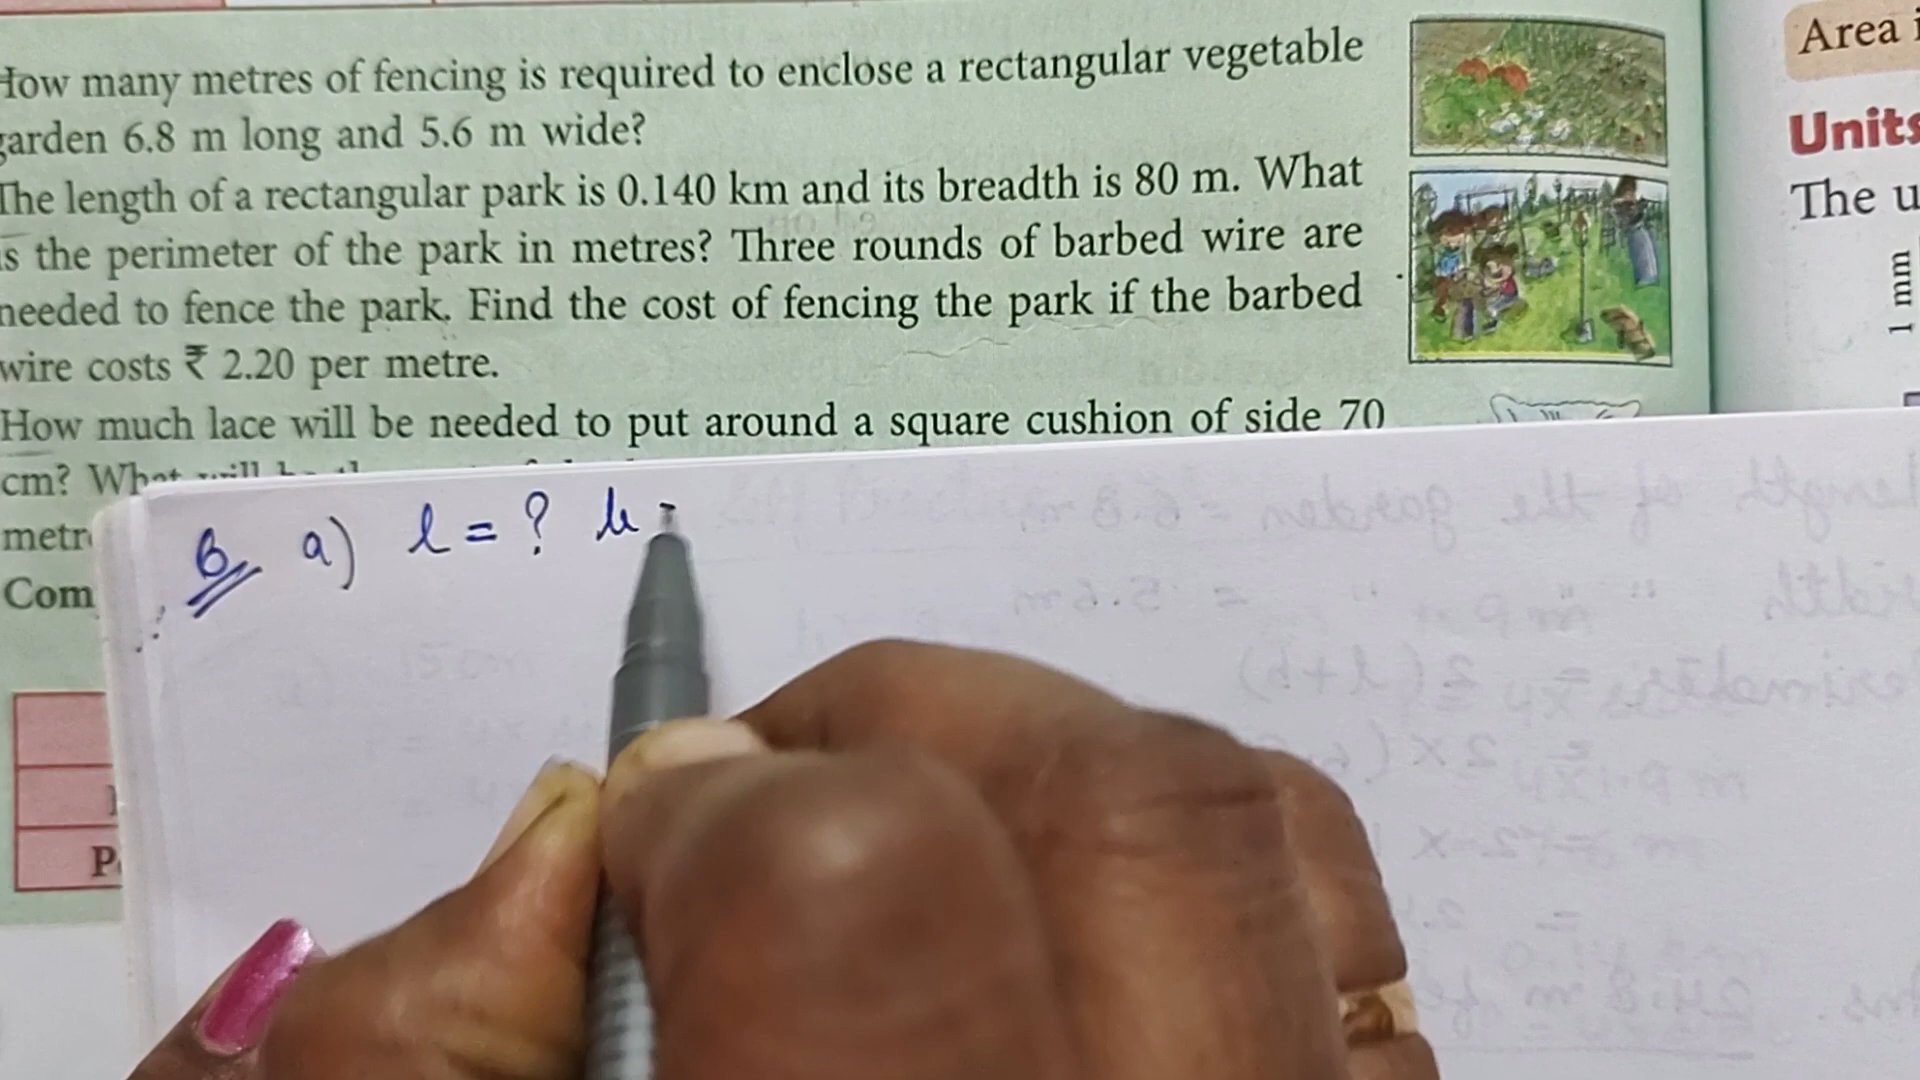 How many metres of fencing is required to enclose a rectangular vegetable
garden 6.8 m long and 5.6 m wide?
The length of a rectangular park is 0.140 km and its breadth is 80 m. What
is the perimeter of the park in metres? Three rounds of barbed wire are
needed to fence the park. Find the cost of fencing the park if the barbed
wire costs ₹ 2.20 per metre.
How much lace will be needed to put around a square cushion of side 70
cm? What will
metr
Com
P
a) l = ?
Area i
Units
The u
1 mm